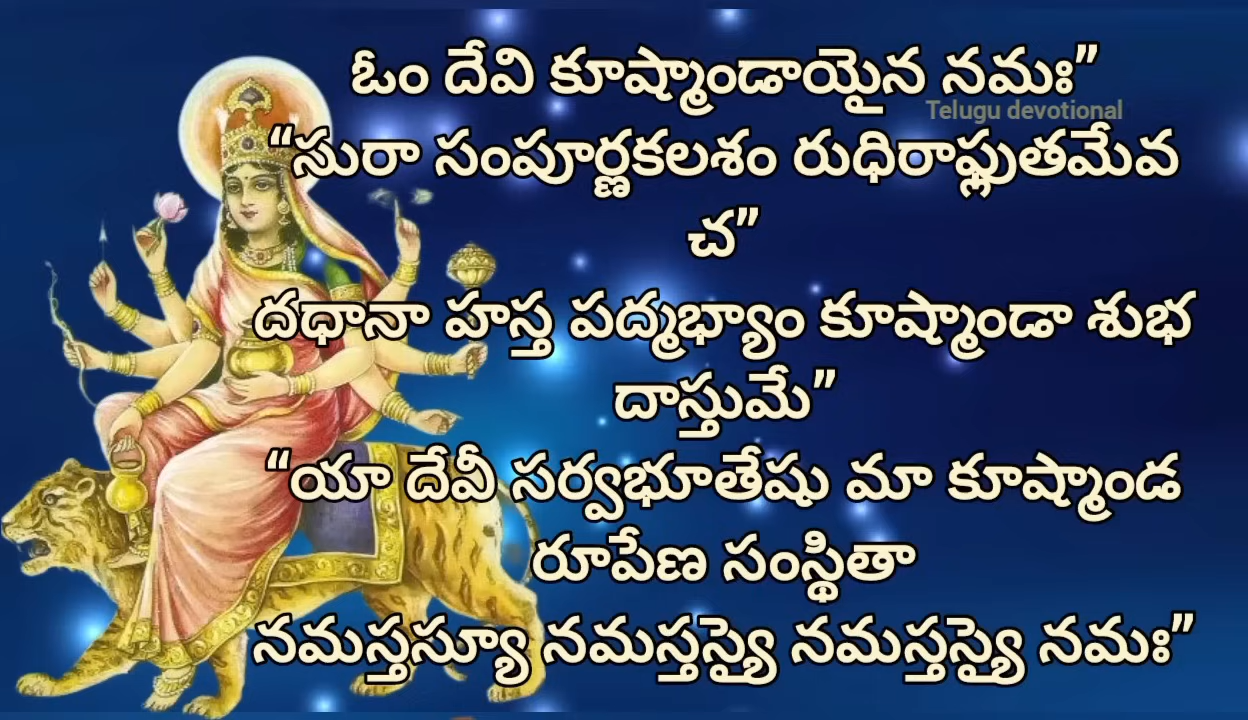 ఓం దేవి కూష్మాండాయైన నమః”
Telugu devotional
“సురా సంపూర్ణకలశం రుధిరాప్లుతమేవ
చ”
దధానా హస్త పద్మభ్యాం కూష్మాండా శుభ
దాస్తుమే”
“యా దేవీ సర్వభూతేషు మా కూష్మాండ
రూపేణ సంస్థితా
నమస్తస్యూ నమస్తస్యై నమస్తస్యై నమః”